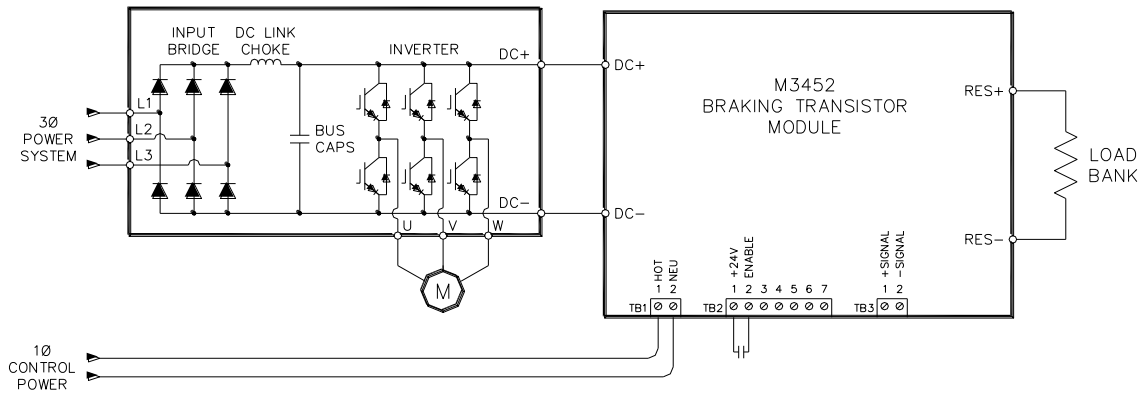 INPUT
BRIDGE
DC LINK
CHOKE
INVERTER
DC+
L1
L2
L3
3Ø
POWER
SYSTEM
BUS
CAPS
DC-
U
V
W
M
DC+
M3452
BRAKING TRANSISTOR
MODULE
RES+
LOAD
BANK
DC-
RES-
HOT
NEU
+24V
ENABLE
+SIGNAL
-SIGNAL
1 2
1 2 3 4 5 6 7
1 2
TB1
TB2
TB3
1Ø
CONTROL
POWER